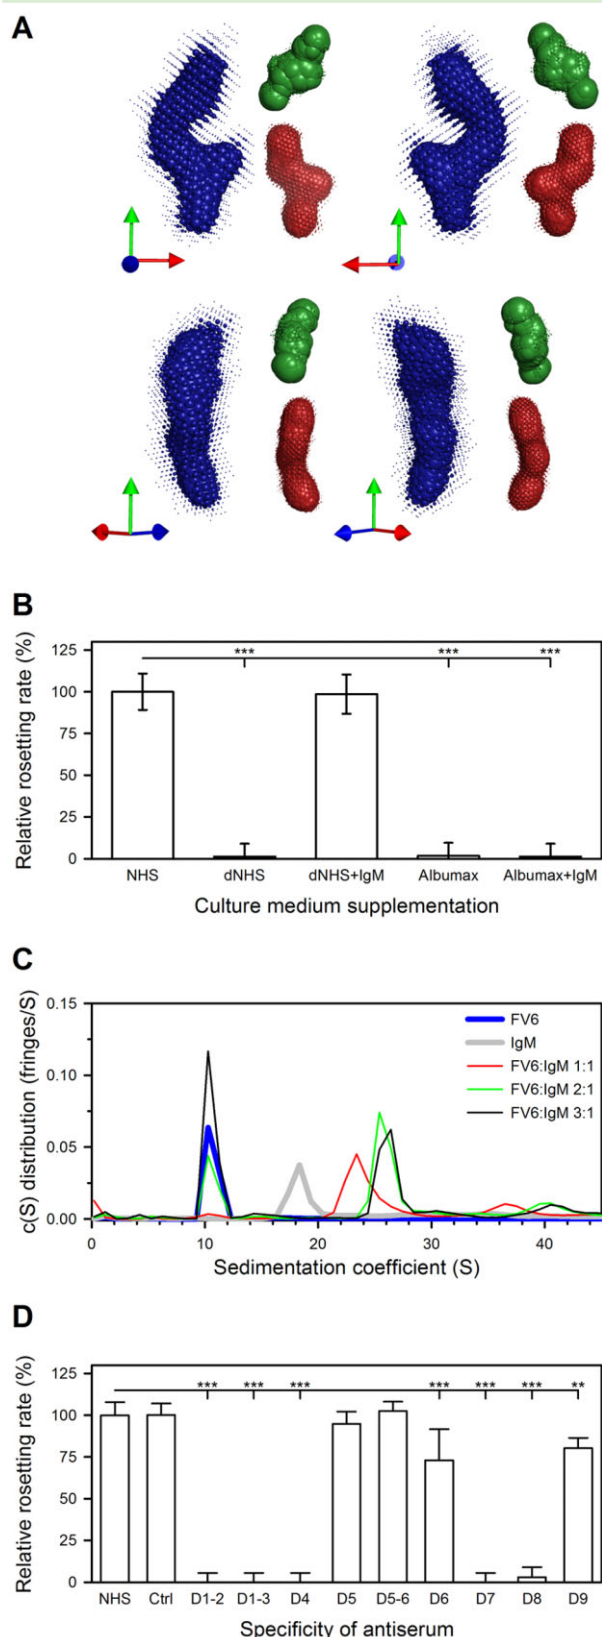 A
B
Relative rosetting rate (%)
125
100
75
50
25
0
*** *** ***
NHS dNHS dNHS+IgM Albumax Albumax+IgM
Culture medium supplementation
C
c(S) distribution (fringes/S)
0.15
0.10
0.05
0.00
FV6
IgM
FV6:IgM 1:1
FV6:IgM 2:1
FV6:IgM 3:1
0 10 20 30 40
Sedimentation coefficient (S)
D
Relative rosetting rate (%)
125
100
75
50
25
0
*** *** *** *** *** *** **
NHS Ctrl D1-2 D1-3 D4 D5 D5-6 D6 D7 D8 D9
Specificity of antiserum